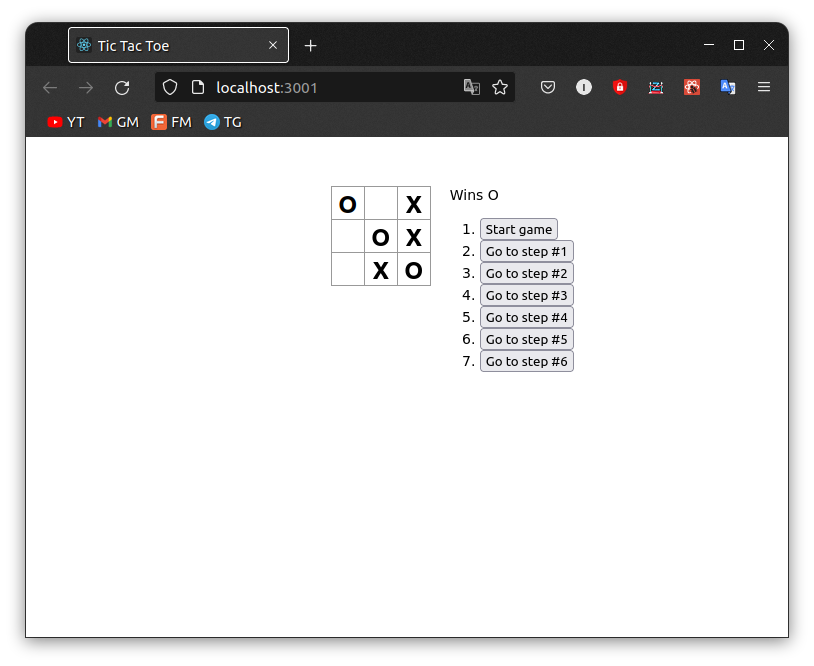 Tic Tac Toe
localhost:3001
YT GM FM TG
O X
O X
X O
Wins O
1. Start game
2. Go to step #1
3. Go to step #2
4. Go to step #3
5. Go to step #4
6. Go to step #5
7. Go to step #6